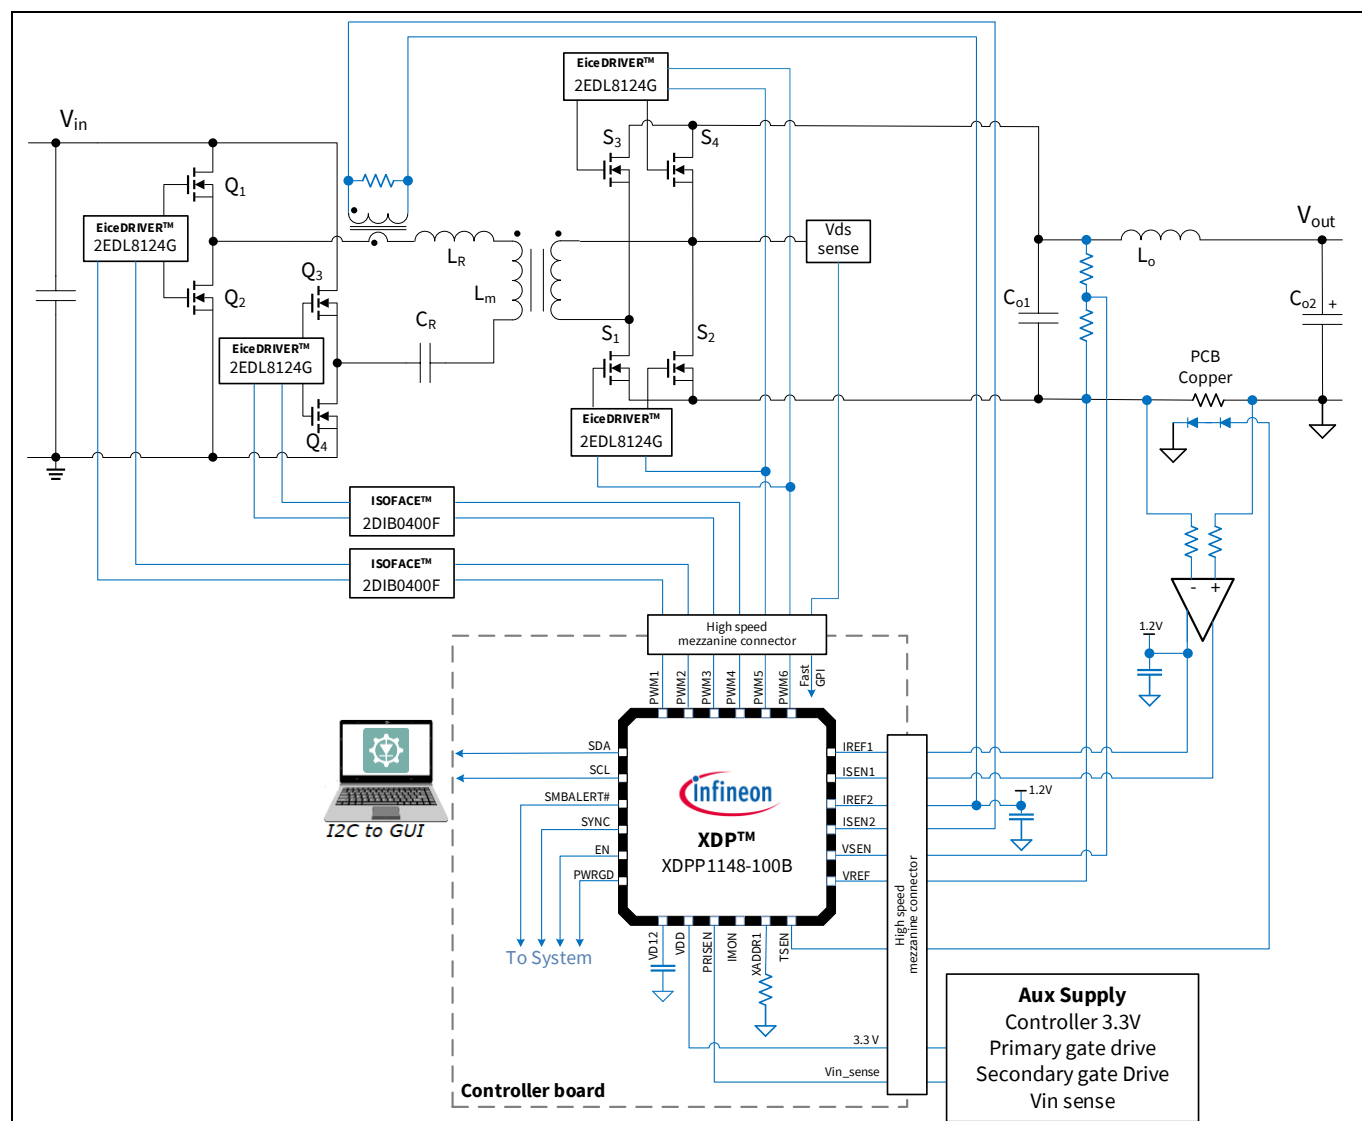 EiceDRIVER™
2EDL8124G
Vin
S3
S4
Q1
EiceDRIVER™
2EDL8124G
Vds
sense
Vout
LR
Lo
Q3
Q2
Lm
Co1
Co2
+
CR
S1
S2
EiceDRIVER™
2EDL8124G
PCB
Copper
EiceDRIVER™
2EDL8124G
Q4
ISOFACE™
2DIB0400F
ISOFACE™
2DIB0400F
- +
High speed
mezzanine connector
1.2V
PWM1
PWM2
PWM3
PWM4
PWM5
PWM6
Fast
GPI
SDA
SCL
SMBALERT#
SYNC
EN
PWRGD
IREF1
ISEN1
IREF2
ISEN2
VSEN
VREF
1.2V
infineon
XDP™
XDPP1148-100B
I2C to GUI
High speed
mezzanine connector
To System
VD12
VDD
PRISEN
IMON
XADDR1
TSEN
3.3 V
Vin_sense
Controller board
Aux Supply
Controller 3.3V
Primary gate drive
Secondary gate Drive
Vin sense